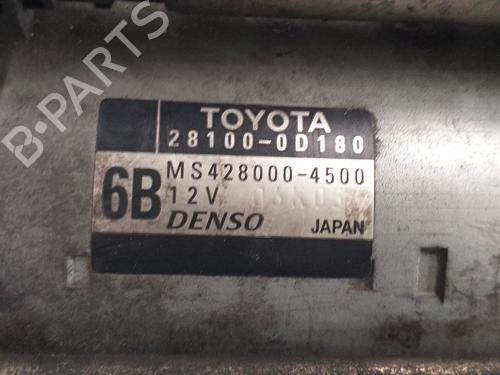 B-PARTS
TOYOTA
28100-0D180
6B
MS428000-4500
12V
DENSO
JAPAN